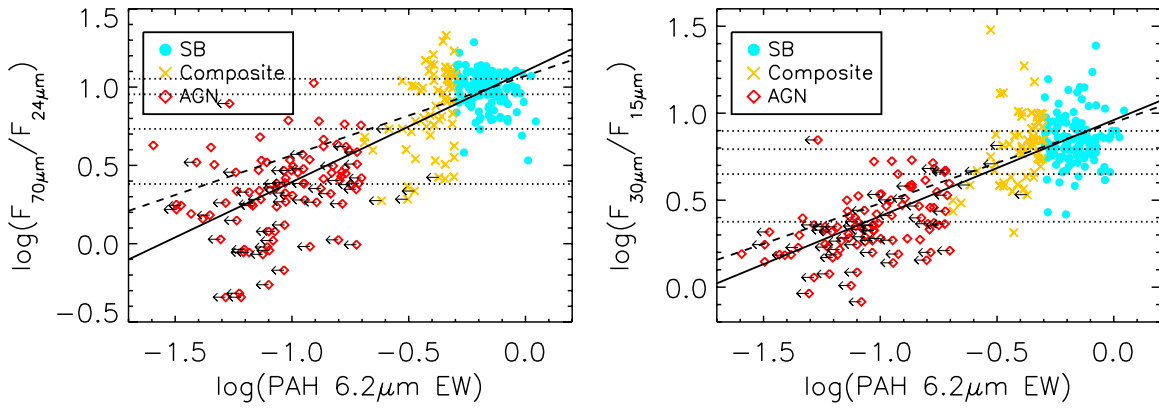 log(F70μm/F24μm)
1.5
1.0
0.5
0.0
−0.5
SB
Composite
AGN
−1.5 −1.0 −0.5 0.0
log(PAH 6.2μm EW)
log(F30μm/F15μm)
1.5
1.0
0.5
0.0
SB
Composite
AGN
−1.5 −1.0 −0.5 0.0
log(PAH 6.2μm EW)